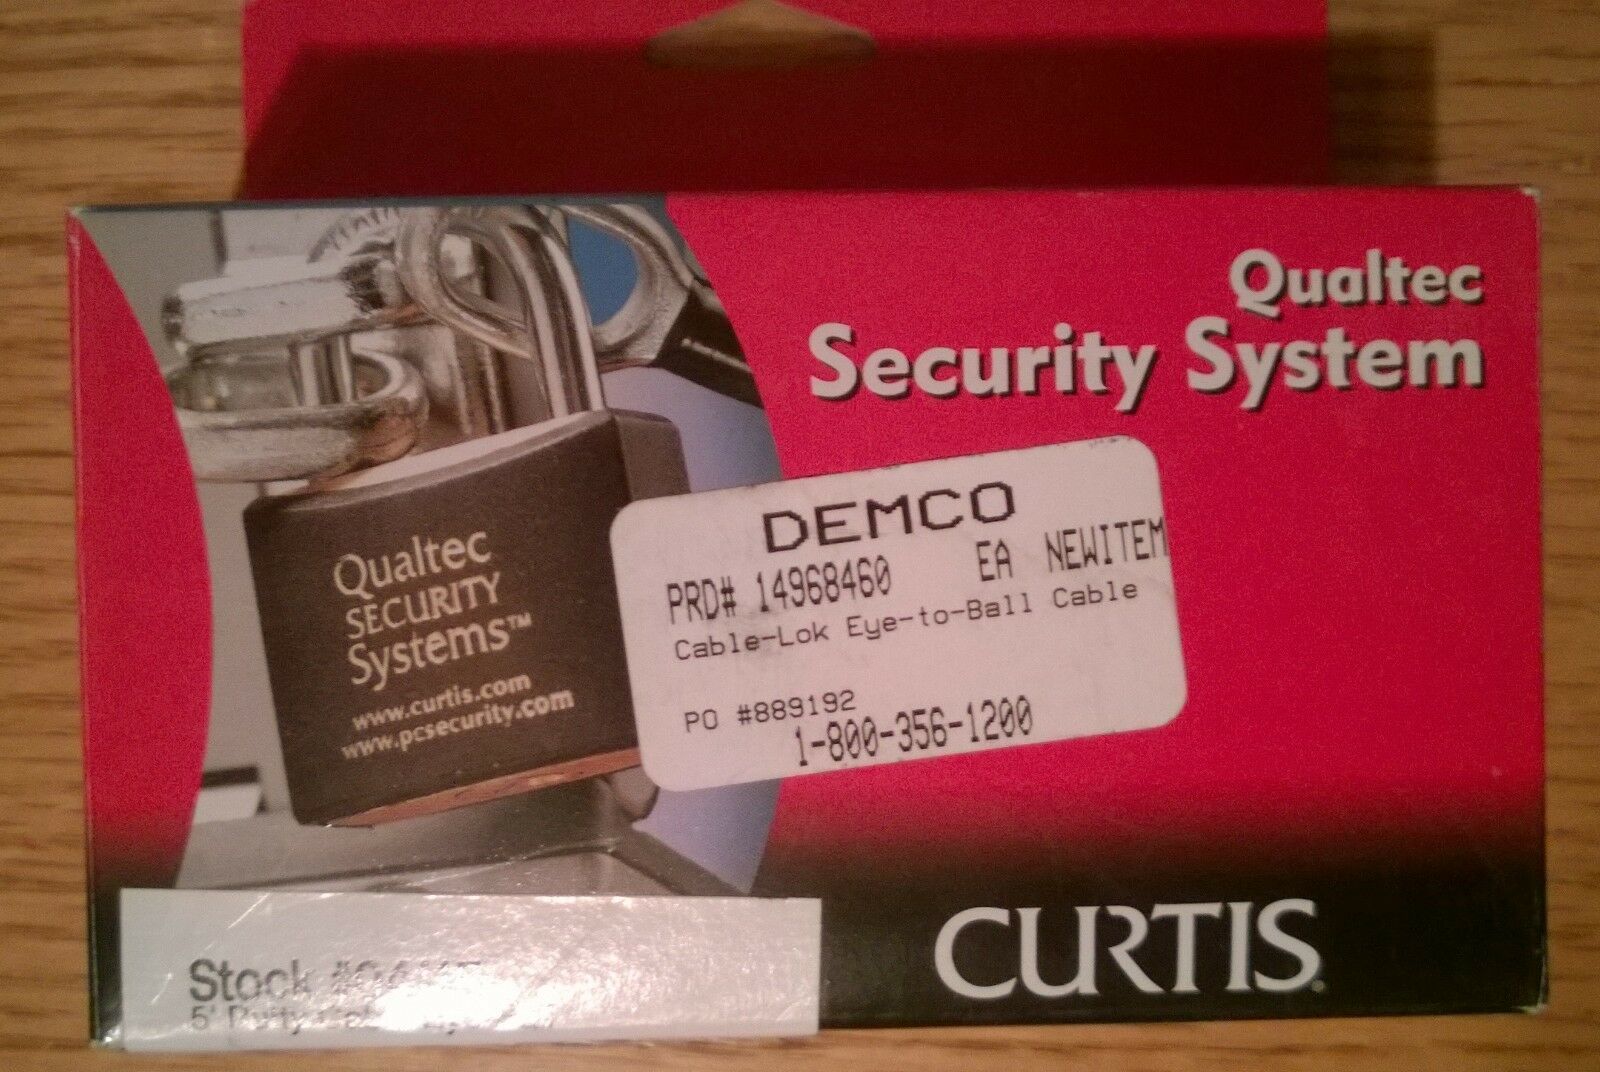 Qualtec
Security System
Qualtec
SECURITY
Systems™
www.curtis.com
www.pcsecurity.com
DEMCO
PRD# 14968460 EA NEWITEM
Cable-Lok Eye-to-Ball Cable
PO #889192
1-800-356-1200
CURTIS.
Stock
5'